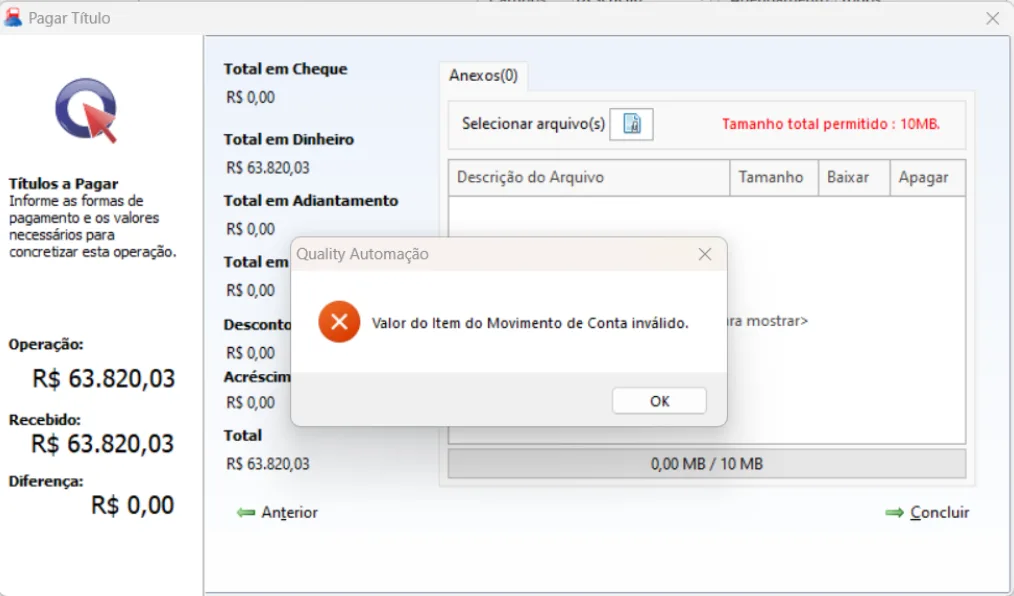 Pagar Título
Títulos a Pagar
Informe as formas de
pagamento e os valores
necessários para
concretizar esta operação.
Operação:
R$ 63.820,03
Recebido:
R$ 63.820,03
Diferença:
R$ 0,00
Total em Cheque
R$ 0,00
Total em Dinheiro
R$ 63.820,03
Total em Adiantamento
R$ 0,00
Total em
R$ 0,00
Desconto
R$ 0,00
R$ 0,00
Total
R$ 63.820,03
Anterior
Anexos(0)
Selecionar arquivo(s)
Tamanho total permitido : 10MB.
Descrição do Arquivo Tamanho Baixar Apagar
mostrar>
0,00 MB / 10 MB
Concluir
Quality Automação
Valor do Item do Movimento de Conta inválido.
OK